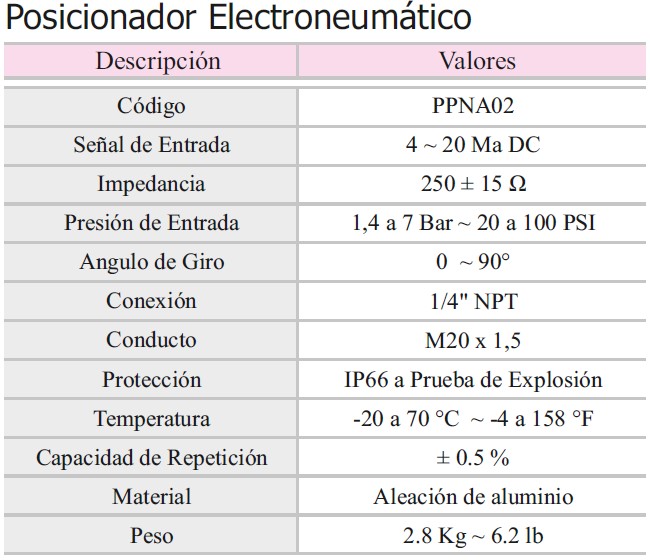 Posicionador Electroneumático
Descripción Valores
Código PPNA02
Señal de Entrada 4 ~ 20 Ma DC
Impedancia 250 ± 15 Ω
Presión de Entrada 1,4 a 7 Bar ~ 20 a 100 PSI
Angulo de Giro 0 ~ 90°
Conexión 1/4" NPT
Conducto M20 x 1,5
Protección IP66 a Prueba de Explosión
Temperatura -20 a 70 °C ~ -4 a 158 °F
Capacidad de Repetición ± 0.5 %
Material Aleación de aluminio
Peso 2.8 Kg ~ 6.2 lb